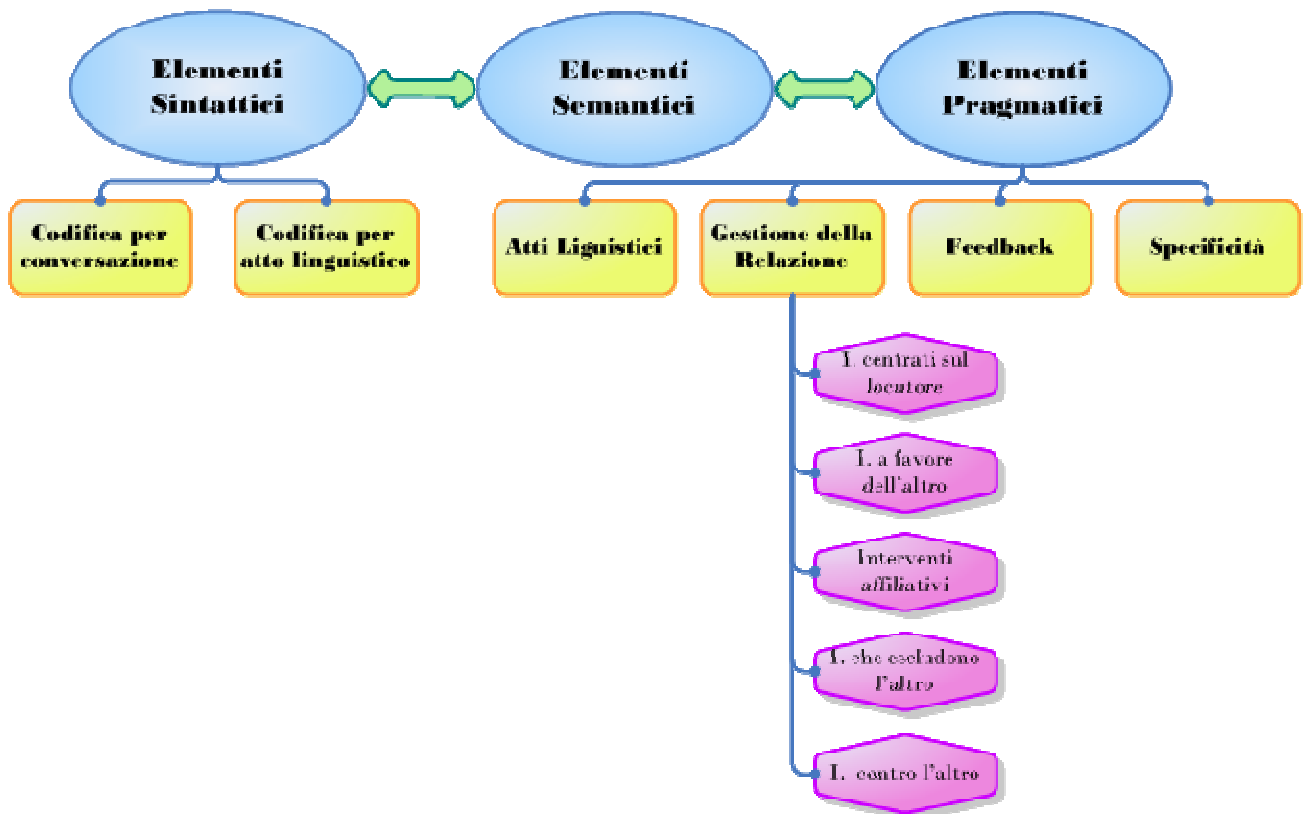 Elementi
Sintattici
Elementi
Semantici
Elementi
Pragmatici
Codifica per
conversazione
Codifica per
atto linguistico
Atti Liguistici
Gestione della
Relazione
Feedback
Specificità
I. centrati sul
locutore
I. a favore
dell'altro
Interventi
affiliativi
I. che escludono
l'altro
I. contro l'altro